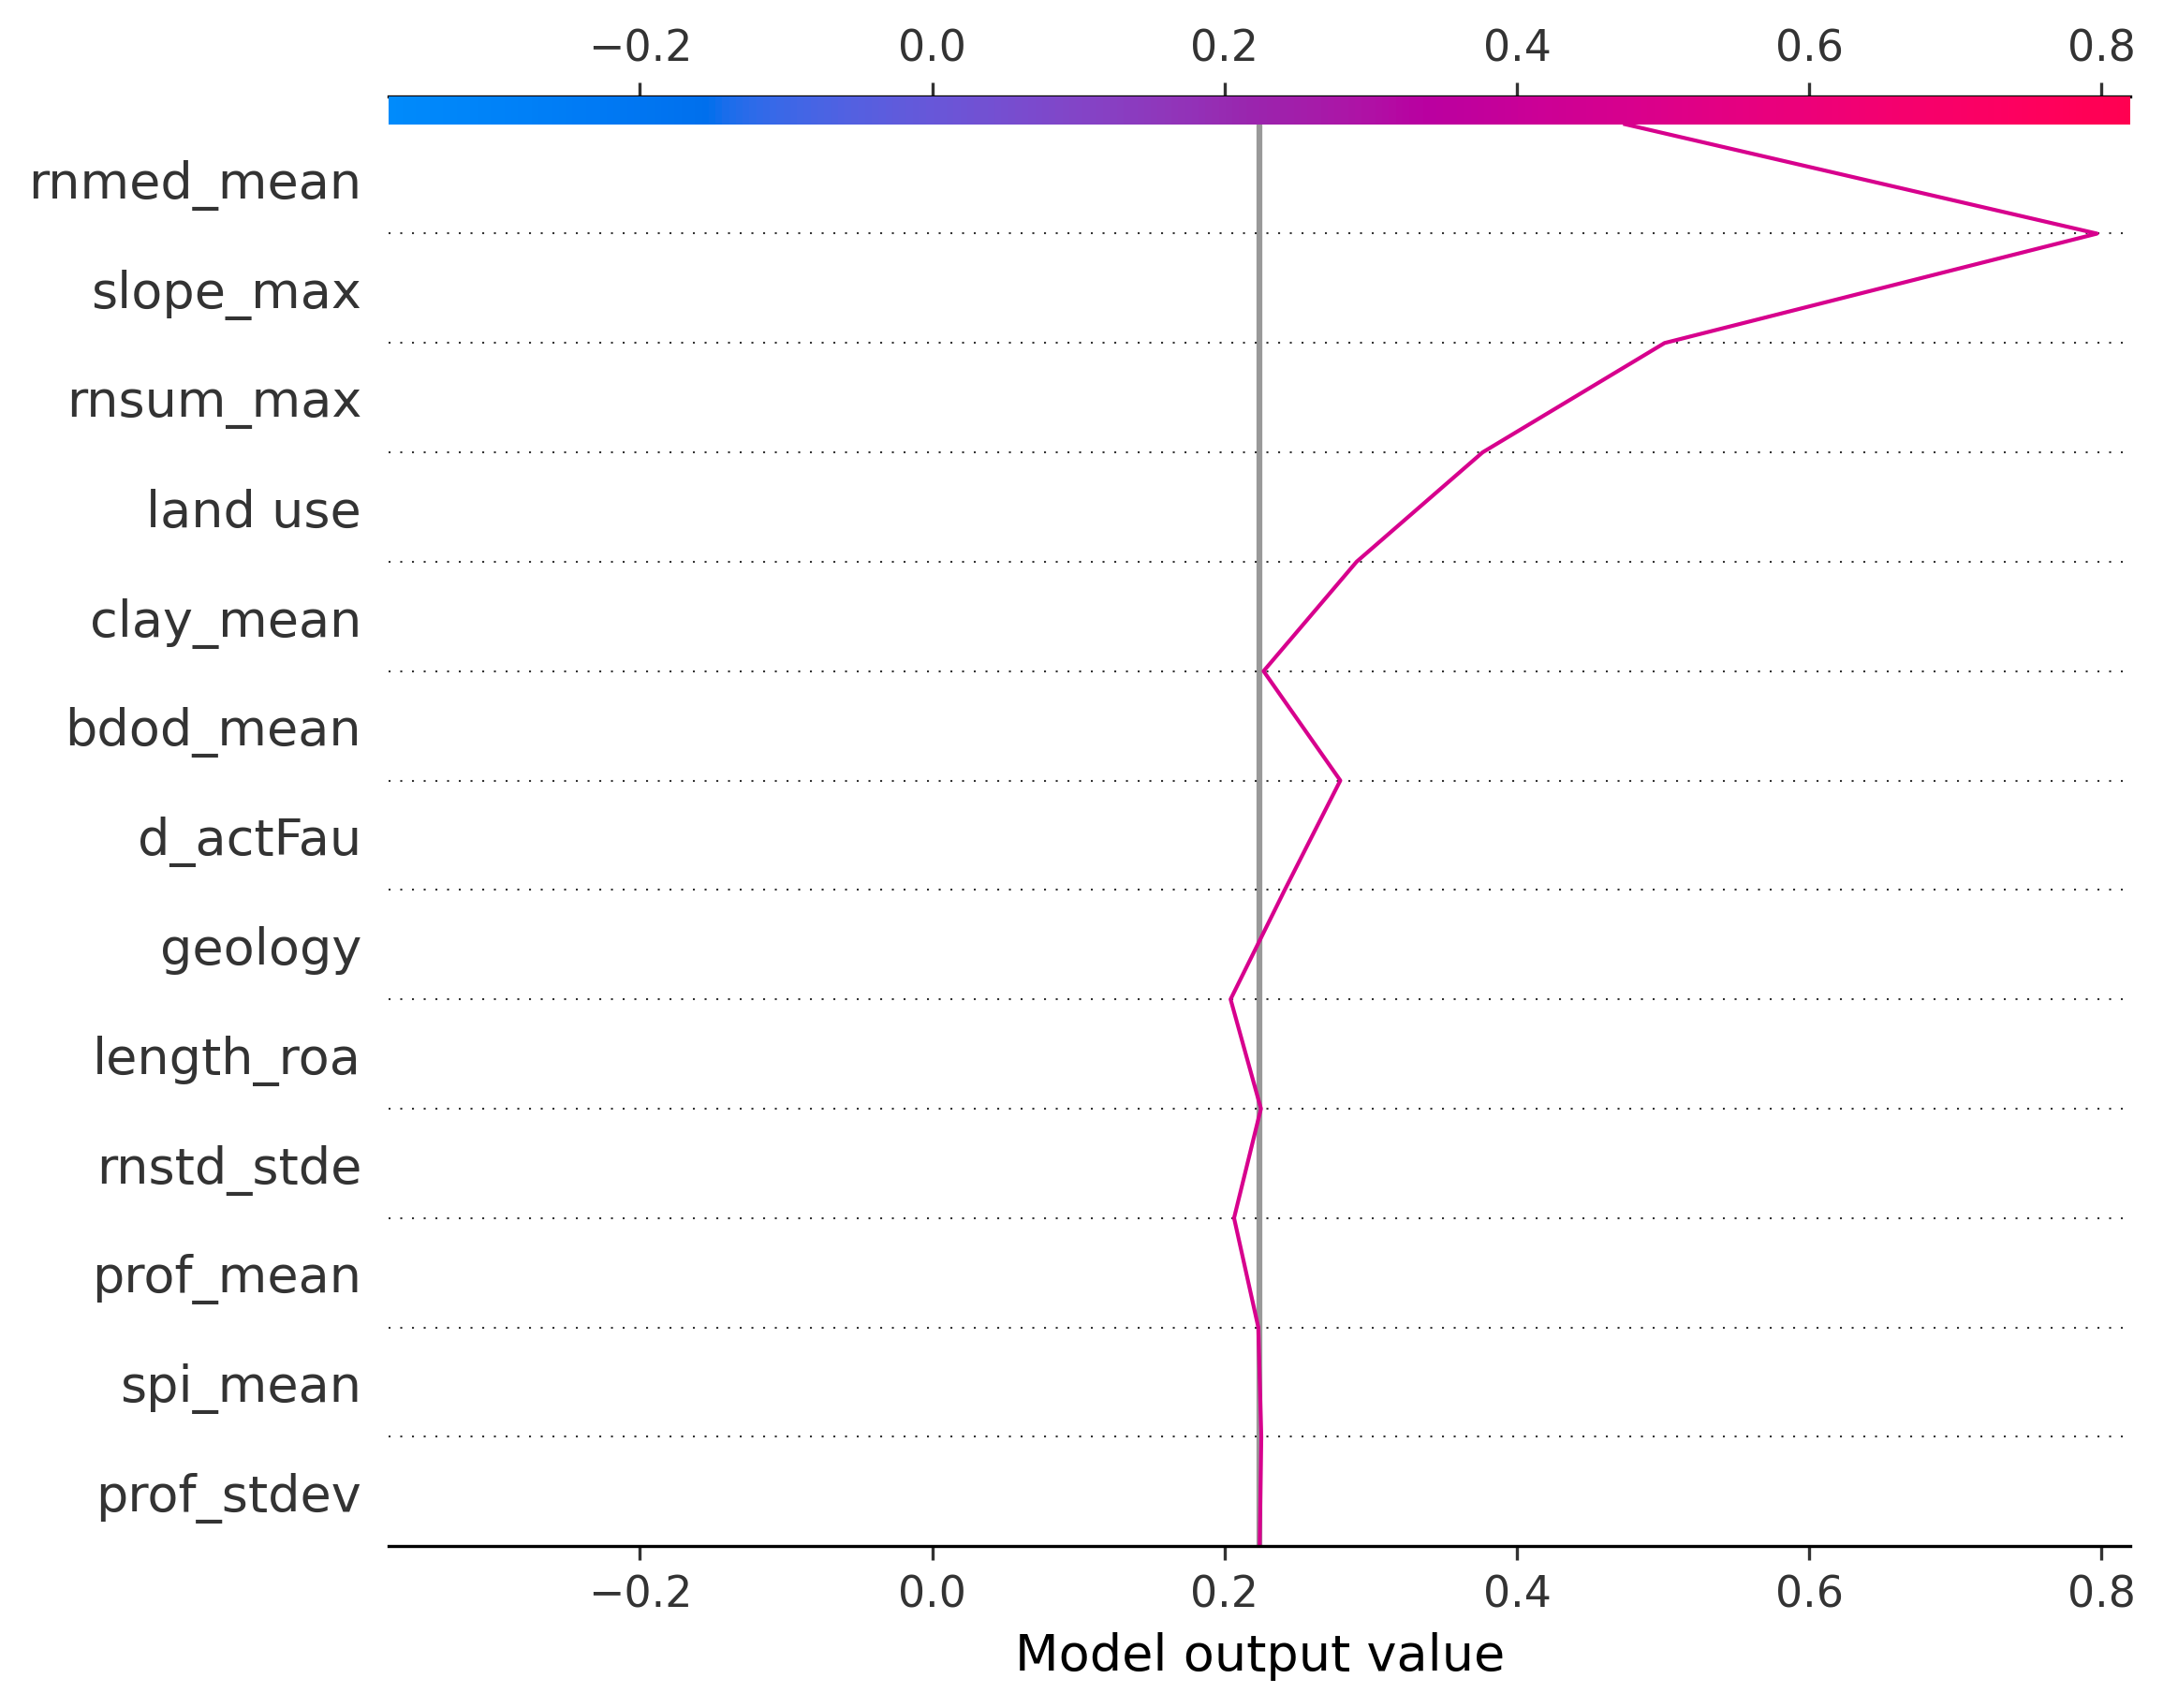 −0.2 0.0 0.2 0.4 0.6 0.8
rnmed_mean
slope_max
rnsum_max
land use
clay_mean
bdod_mean
d_actFau
geology
length_roa
rnstd_stde
prof_mean
spi_mean
prof_stdev
−0.2 0.0 0.2 0.4 0.6 0.8
Model output value